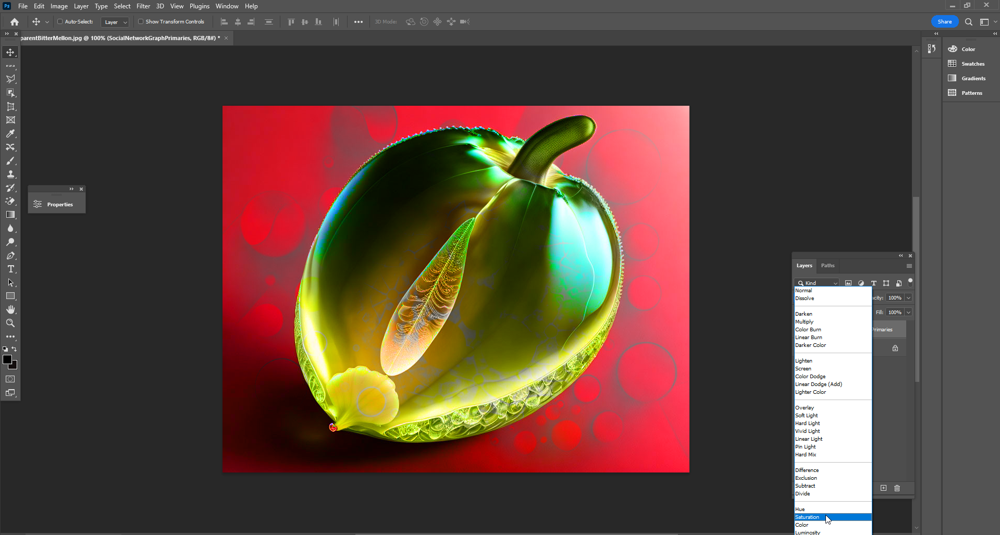 Ps File Edit Image Layer Type Select Filter 3D View Plugins Window Help
Auto-Select: Layer Show Transform Controls 3D Mode: Share
parentBitterMellon.jpg @ 100% (SocialNetworkGraphPrimaries, RGB/8#) *
Color
Swatches
Gradients
Patterns
Properties
Layers Paths
Kind
Normal
acity: 100%
Dissolve
Fill: 100%
Darken
Multiply
Color Burn
Primaries
Linear Burn
Darker Color
Lighten
Screen
Color Dodge
Linear Dodge (Add)
Lighter Color
Overlay
Soft Light
Hard Light
Vivid Light
Linear Light
Pin Light
Hard Mix
Difference
Exclusion
Subtract
Divide
Hue
Saturation
Color
Luminosity